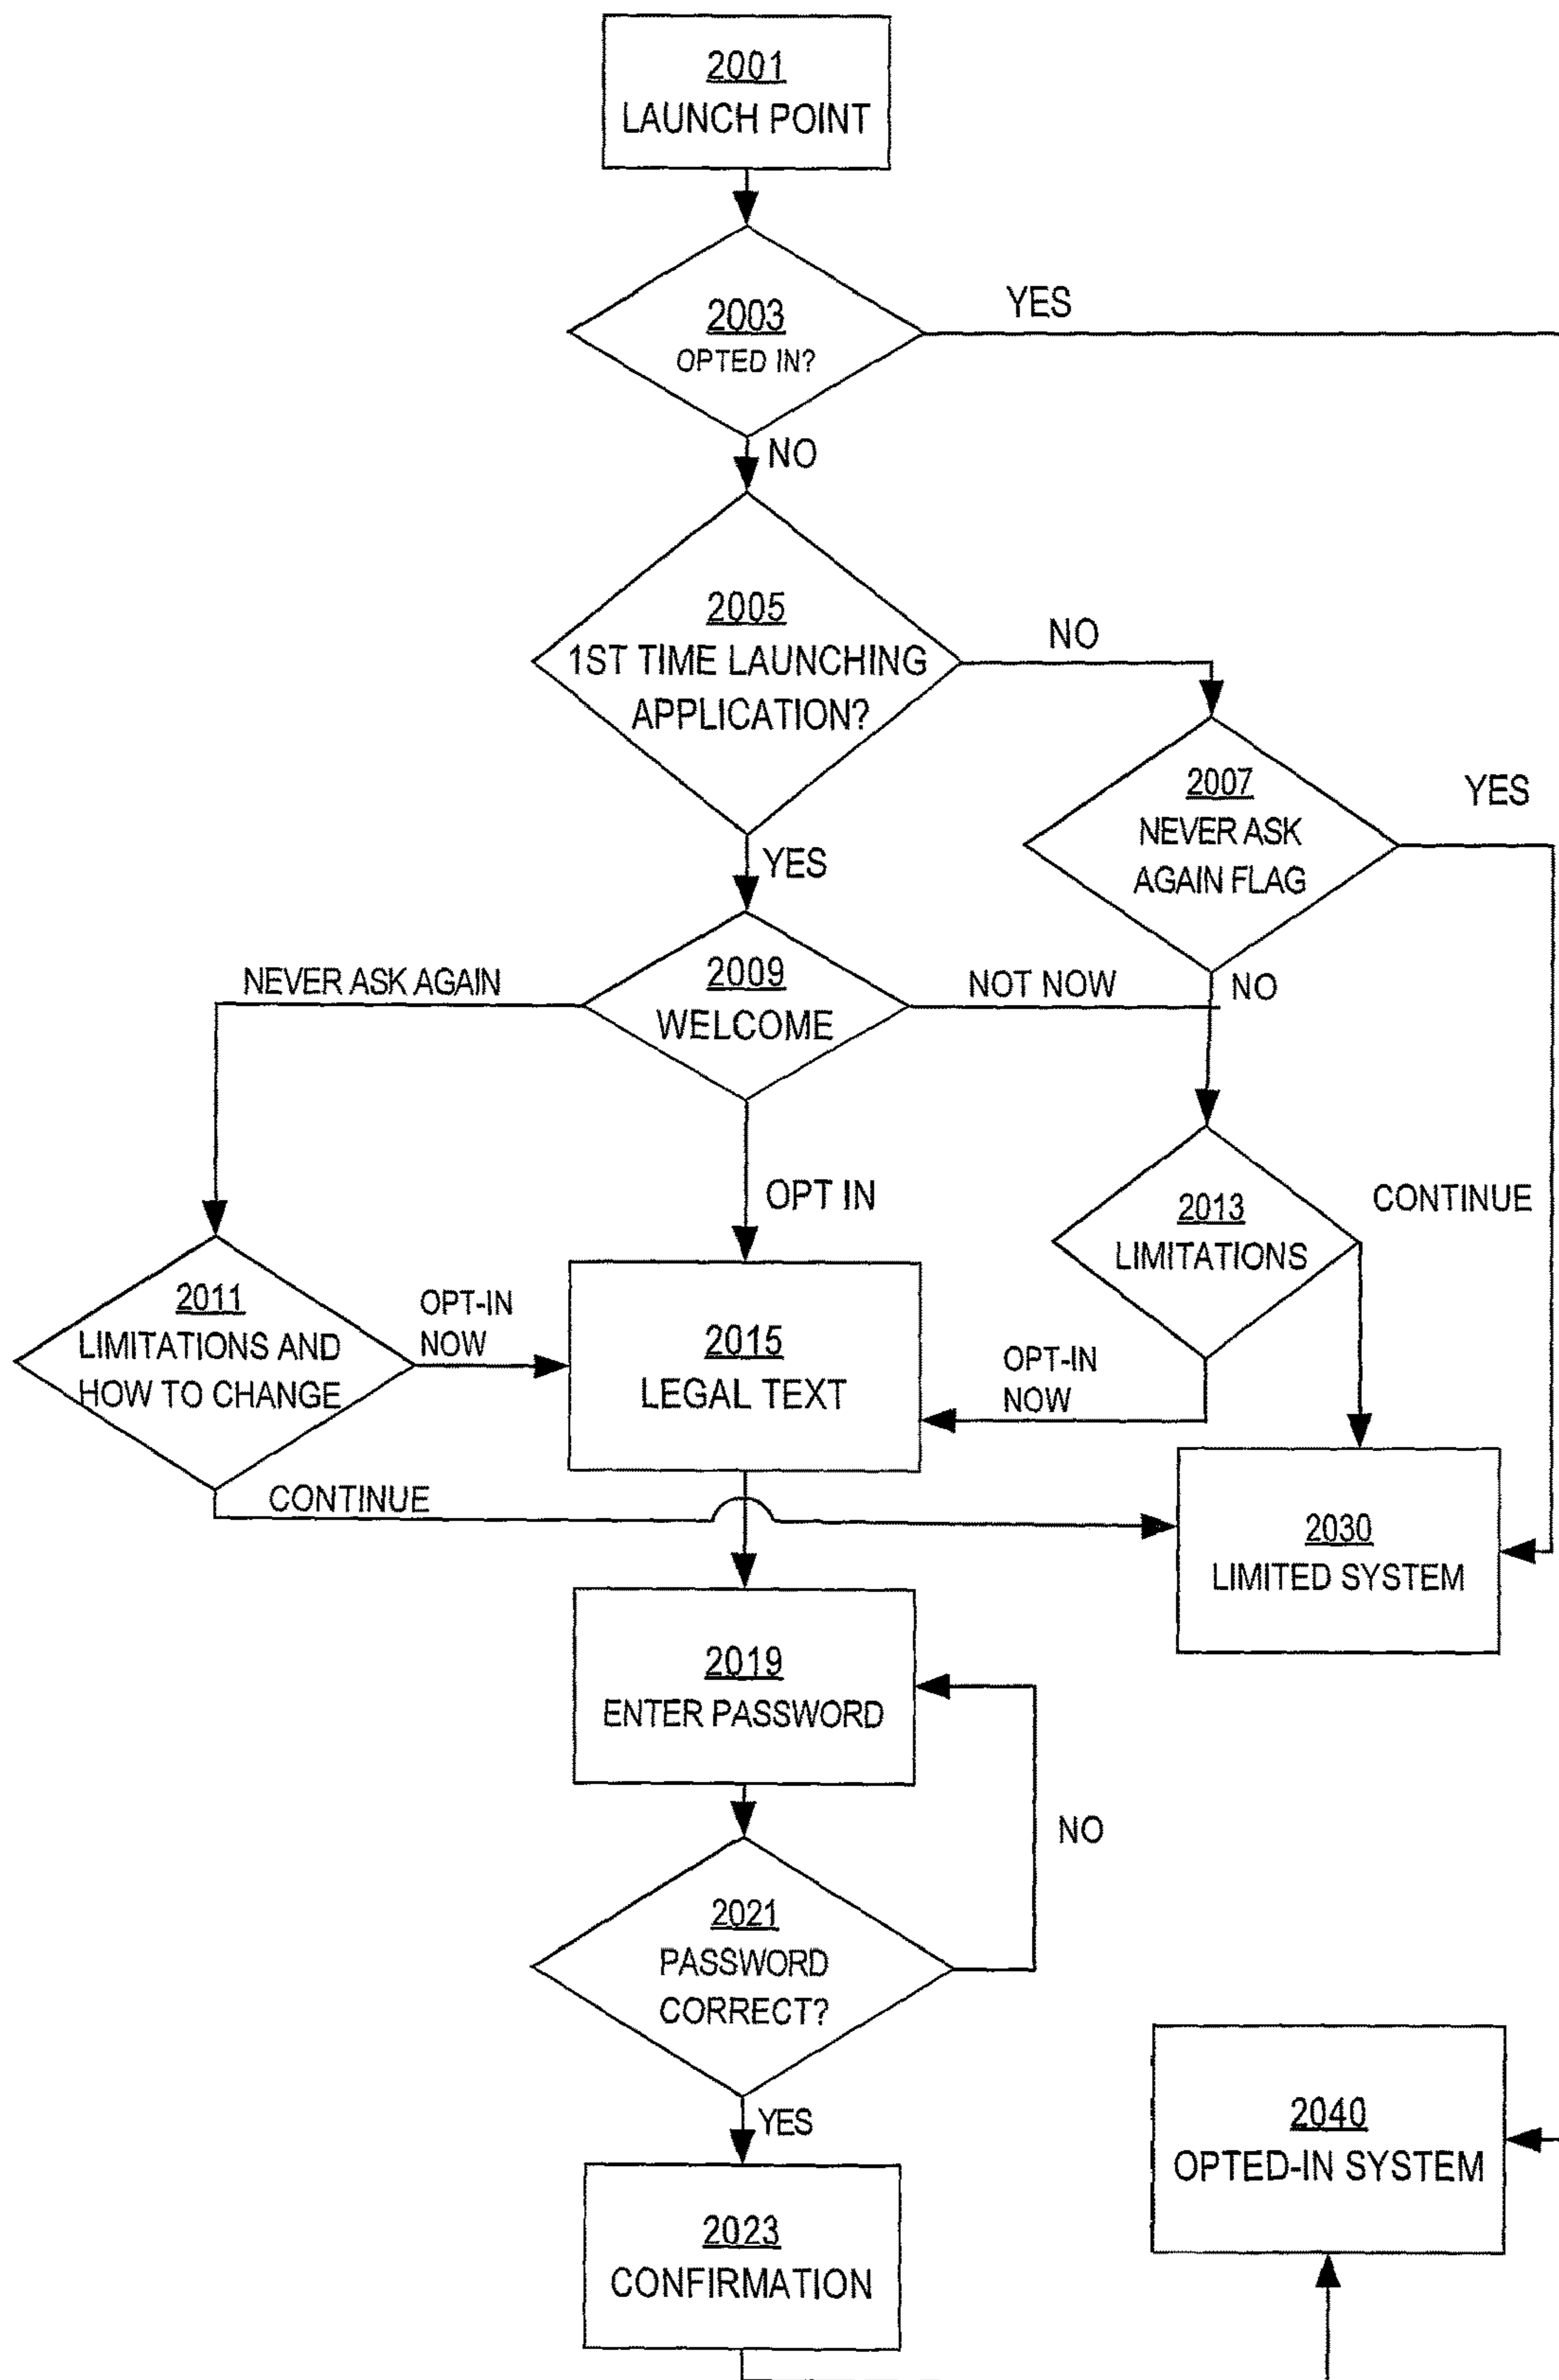 2001
LAUNCH POINT
2003
OPTED IN?
YES
NO
2005
1ST TIME LAUNCHING
APPLICATION?
NO
2007
NEVER ASK
AGAIN FLAG
YES
YES
NEVER ASK AGAIN
2009
WELCOME
NOT NOW
NO
OPT IN
2013
LIMITATIONS
CONTINUE
2011
LIMITATIONS AND
HOW TO CHANGE
OPT-IN
NOW
2015
LEGAL TEXT
OPT-IN
NOW
CONTINUE
2030
LIMITED SYSTEM
2019
ENTER PASSWORD
NO
2021
PASSWORD
CORRECT?
YES
2040
OPTED-IN SYSTEM
2023
CONFIRMATION